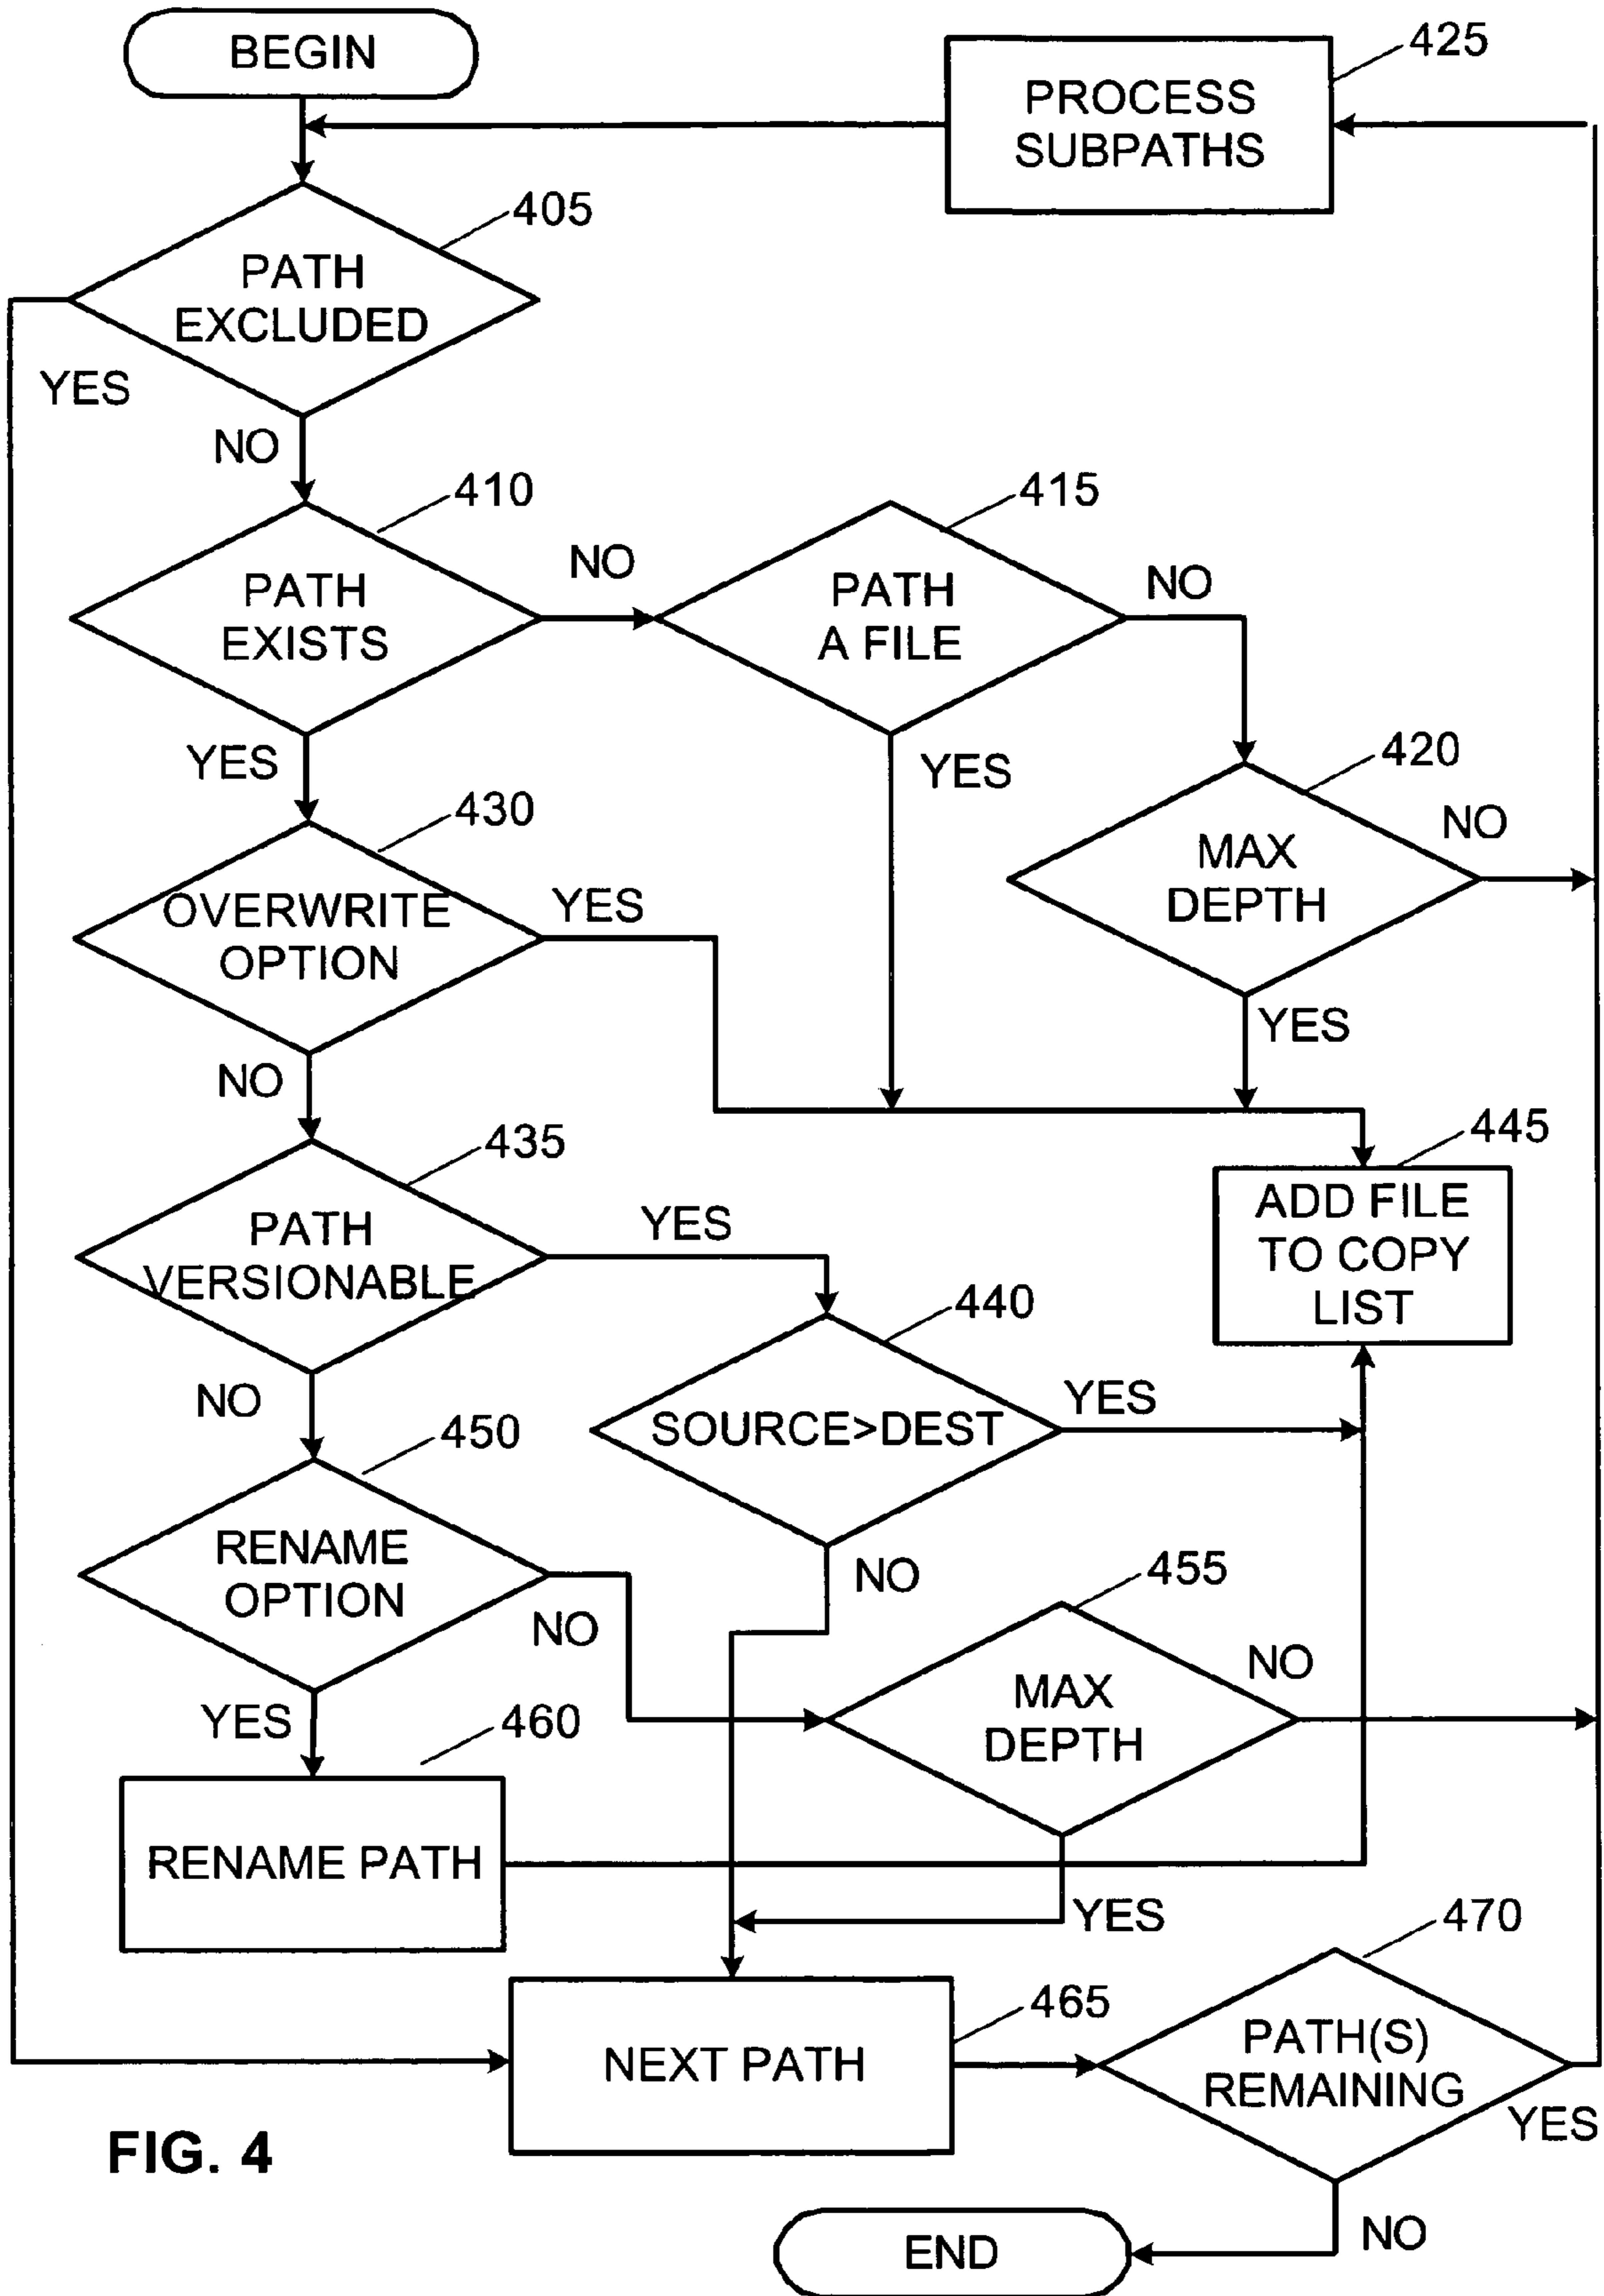 BEGIN
425
PROCESS
SUBPATHS
405
PATH
EXCLUDED
YES
NO
410
415
NO
PATH
EXISTS
PATH
A FILE
NO
YES
YES
420
430
MAX
DEPTH
NO
OVERWRITE
OPTION
YES
YES
NO
435
445
ADD FILE
TO COPY
LIST
PATH
VERSIONABLE
YES
440
NO
SOURCE>DEST
YES
450
RENAME
OPTION
NO
455
NO
MAX
DEPTH
NO
YES
460
RENAME PATH
YES
470
465
NEXT PATH
PATH(S)
REMAINING
YES
FIG. 4
NO
END